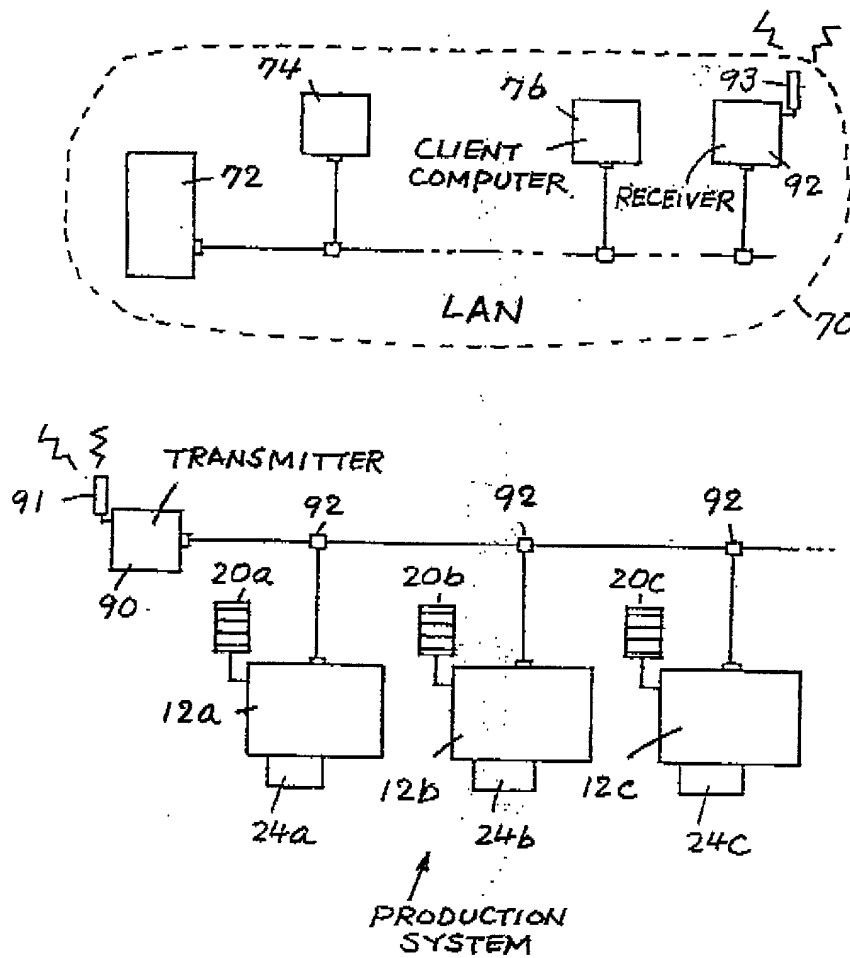 74
76
93
72
CLIENT
COMPUTER
RECEIVER
92
LAN
70
TRANSMITTER
91
90
92
92
92
20a
20b
20c
12a
12b
12c
24a
24b
24c
PRODUCTION
SYSTEM